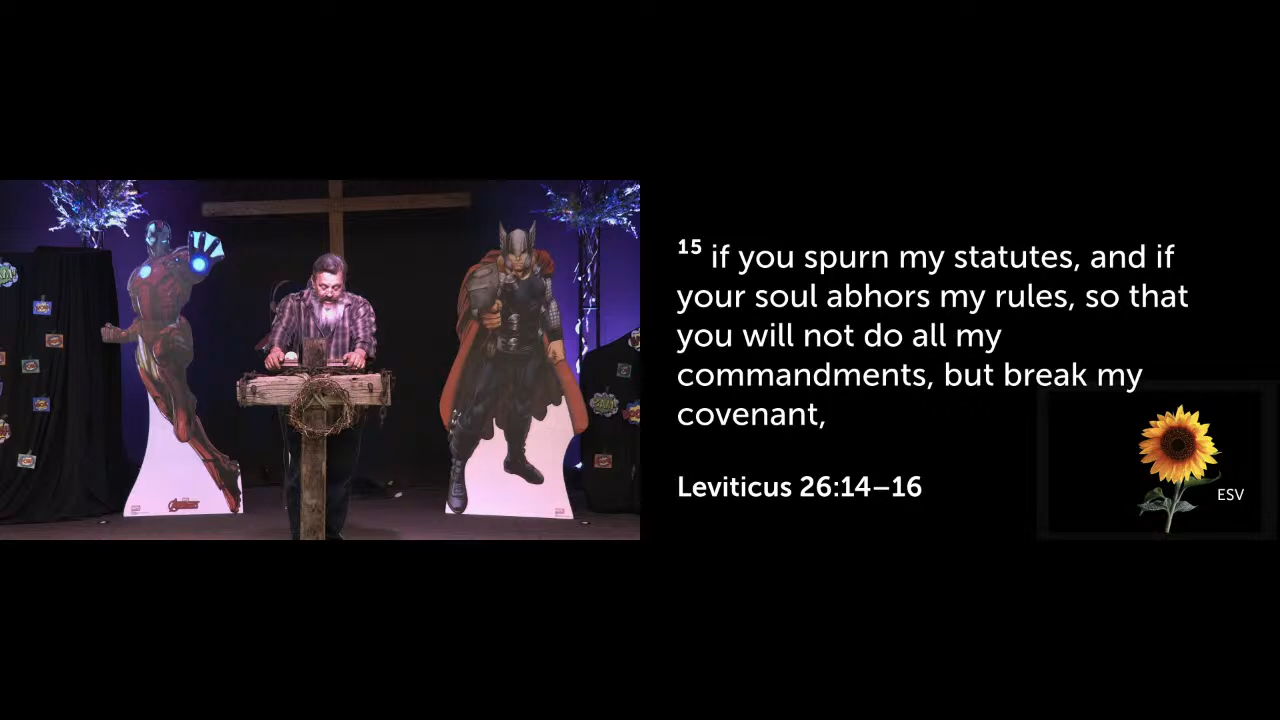 15 if you spurn my statutes, and if
your soul abhors my rules, so that
you will not do all my
commandments, but break my
covenant,
Leviticus 26:14–16
ESV